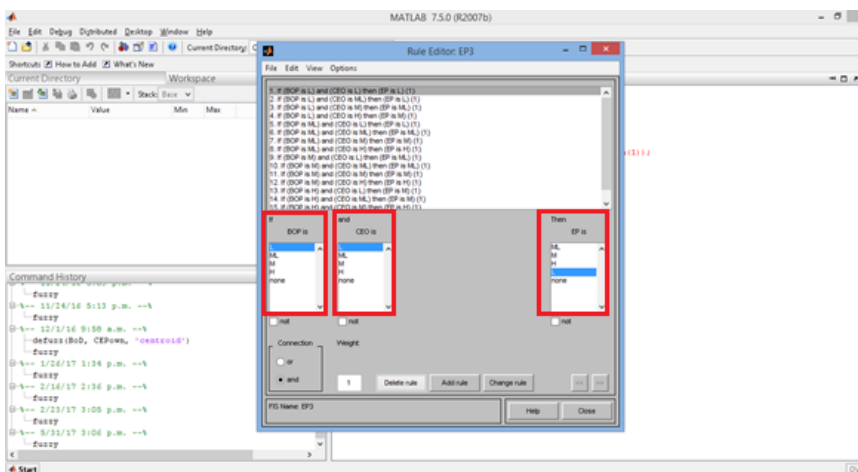 MATLAB 7.5.0 (R2007b)
File Edit Debug Distributed Desktop Window Help
Current Directory: C
Shortcuts How to Add What's New
Current Directory Workspace
Stack: Base
Name Value Min Max
Command History
fuzzy
%-- 11/24/16 5:13 p.m. --%
fuzzy
%-- 12/1/16 9:58 a.m. --%
defuzz(BoD, CEPown, 'centroid')
fuzzy
%-- 1/26/17 1:34 p.m. --%
fuzzy
%-- 2/16/17 2:36 p.m. --%
fuzzy
%-- 2/23/17 3:05 p.m. --%
fuzzy
%-- 5/31/17 3:06 p.m. --%
fuzzy
Start
Rule Editor: EP3
File Edit View Options
1. If (BOP is L) and (CEO is L) then (EP is L) (1)
2. If (BOP is L) and (CEO is ML) then (EP is L) (1)
3. If (BOP is L) and (CEO is M) then (EP is ML) (1)
4. If (BOP is L) and (CEO is H) then (EP is M) (1)
5. If (BOP is ML) and (CEO is L) then (EP is L) (1)
6. If (BOP is ML) and (CEO is ML) then (EP is ML) (1)
7. If (BOP is ML) and (CEO is M) then (EP is M) (1)
8. If (BOP is ML) and (CEO is H) then (EP is M) (1)
9. If (BOP is M) and (CEO is L) then (EP is ML) (1)
10. If (BOP is M) and (CEO is ML) then (EP is ML) (1)
11. If (BOP is M) and (CEO is M) then (EP is M) (1)
12. If (BOP is M) and (CEO is H) then (EP is H) (1)
13. If (BOP is H) and (CEO is L) then (EP is M) (1)
14. If (BOP is H) and (CEO is ML) then (EP is M) (1)
15. If (BOP is H) and (CEO is M) then (EP is H) (1)
If
BOP is
L
ML
M
H
none
not
and
CEO is
L
ML
M
H
none
not
Then
EP is
ML
M
H
L
none
not
Connection
or
and
Weight:
1
Delete rule Add rule Change rule << >>
FIS Name: EP3
Help Close
(1));